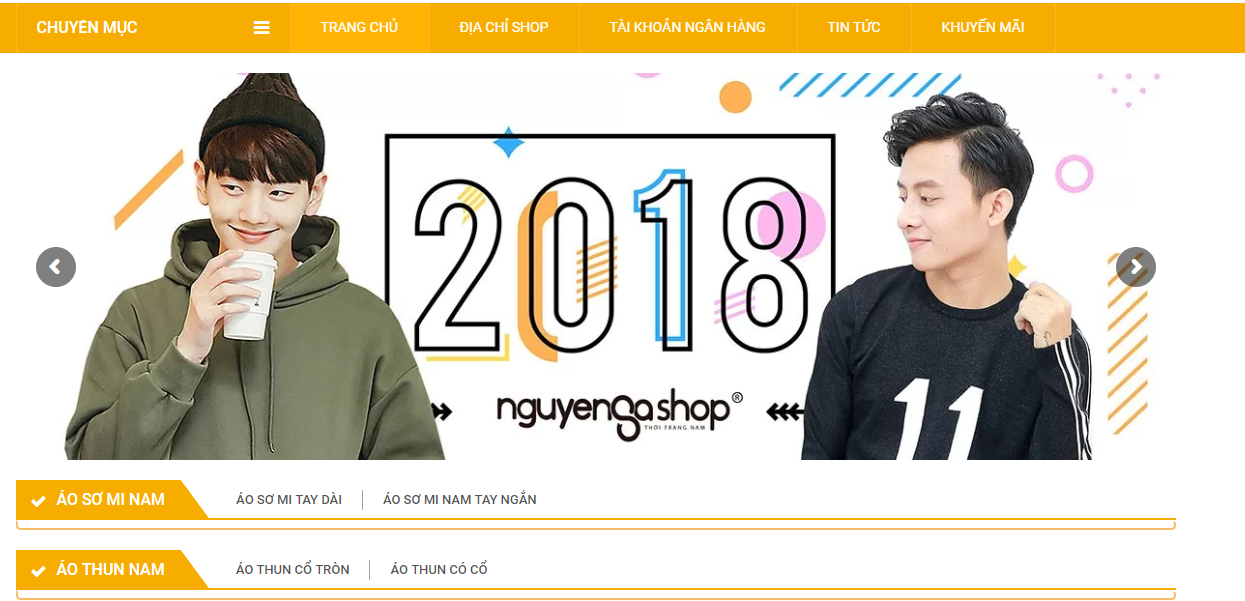 CHUYÊN MỤC
TRANG CHỦ
ĐỊA CHỈ SHOP
TÀI KHOẢN NGÂN HÀNG
TIN TỨC
KHUYẾN MÃI
2018
nguyengashop®
THỜI TRANG NAM
11
ÁO SƠ MI NAM
ÁO SƠ MI TAY DÀI
ÁO SƠ MI NAM TAY NGẮN
ÁO THUN NAM
ÁO THUN CỔ TRÒN
ÁO THUN CÓ CỔ